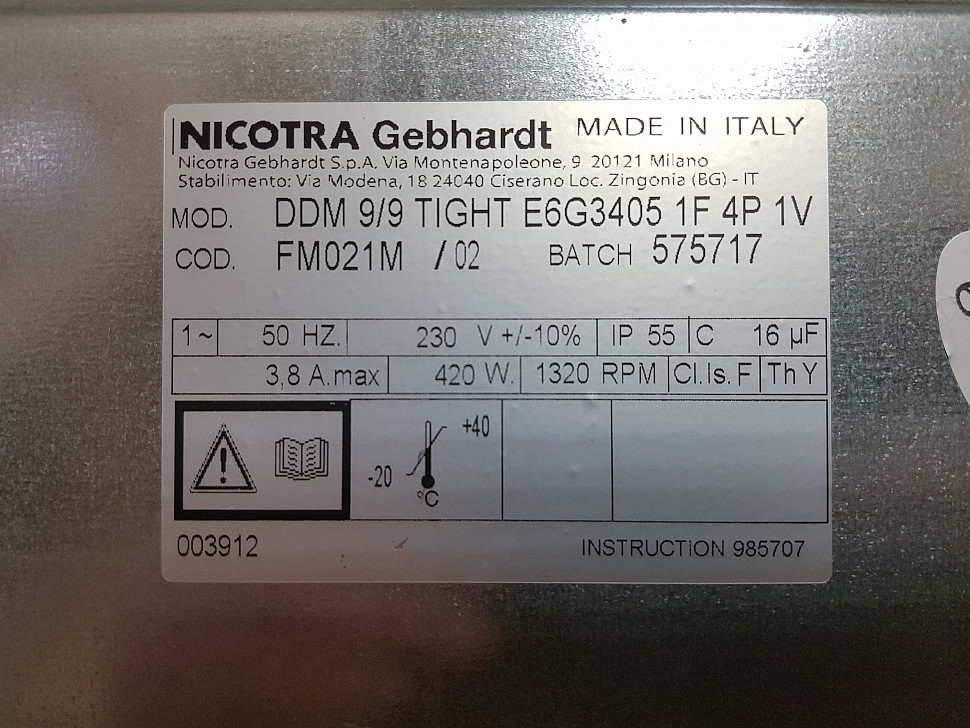 NICOTRA Gebhardt MADE IN ITALY
Nicotra Gebhardt S.p.A. Via Montenapoleone, 9 20121 Milano
Stabilimento: Via Modena, 18 24040 Ciserano Loc. Zingonia (BG) - IT
MOD. DDM 9/9 TIGHT E6G3405 1F 4P 1V
COD. FM021M / 02 BATCH 575717
1~ 50 HZ. 230 V +/-10% IP 55 C 16 µF
3,8 A.max 420 W. 1320 RPM Cl.Is. F Th Y
+40
-20
°C
003912 INSTRUCTION 985707